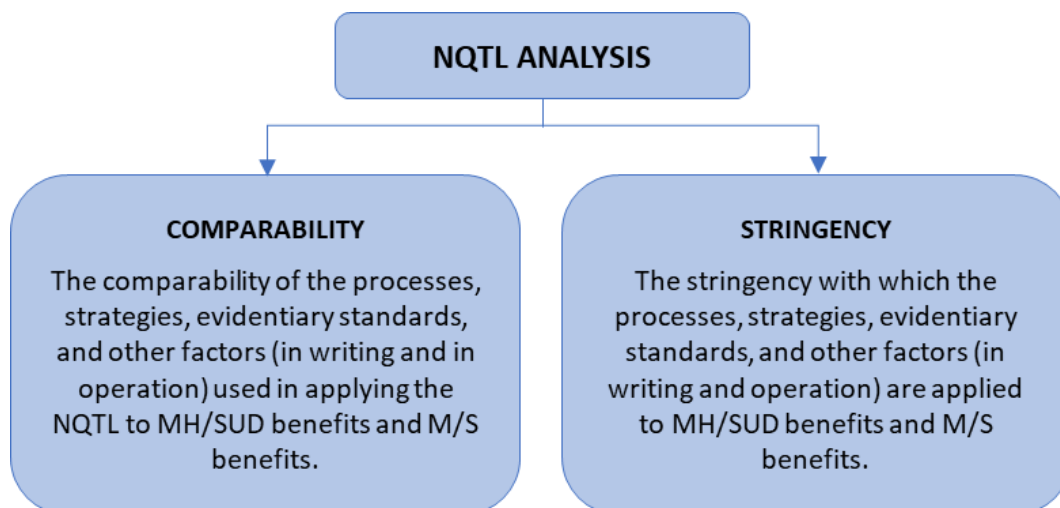 NQTL ANALYSIS
COMPARABILITY
The comparability of the processes,
strategies, evidentiary standards,
and other factors (in writing and in
operation) used in applying the
NQTL to MH/SUD benefits and M/S
benefits.
STRINGENCY
The stringency with which the
processes, strategies, evidentiary
standards, and other factors (in
writing and operation) are applied
to MH/SUD benefits and M/S
benefits.